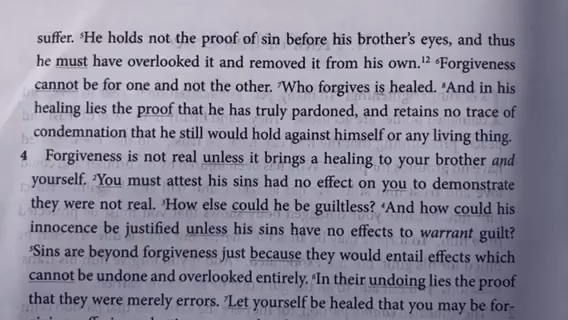 suffer. ⁵He holds not the proof of sin before his brother's eyes, and thus
he must have overlooked it and removed it from his own.¹² ⁶Forgiveness
cannot be for one and not the other. ⁷Who forgives is healed. ⁸And in his
healing lies the proof that he has truly pardoned, and retains no trace of
condemnation that he still would hold against himself or any living thing.
4 Forgiveness is not real unless it brings a healing to your brother and
yourself. ²You must attest his sins had no effect on you to demonstrate
they were not real. ³How else could he be guiltless? ⁴And how could his
innocence be justified unless his sins have no effects to warrant guilt?
⁵Sins are beyond forgiveness just because they would entail effects which
cannot be undone and overlooked entirely. ⁶In their undoing lies the proof
that they were merely errors. ⁷Let yourself be healed that you may be for-